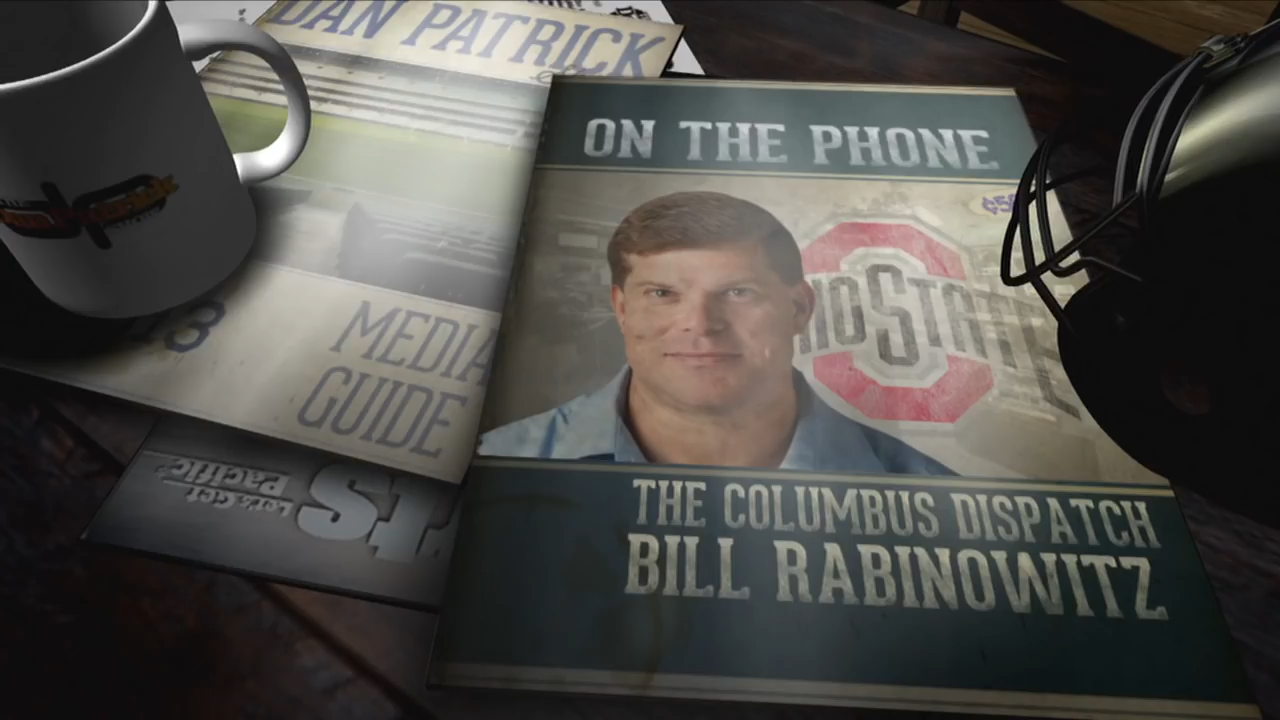 DAN PATRICK
MEDIA
GUIDE
ON THE PHONE
OHIO STATE
THE COLUMBUS DISPATCH
BILL RABINOWITZ